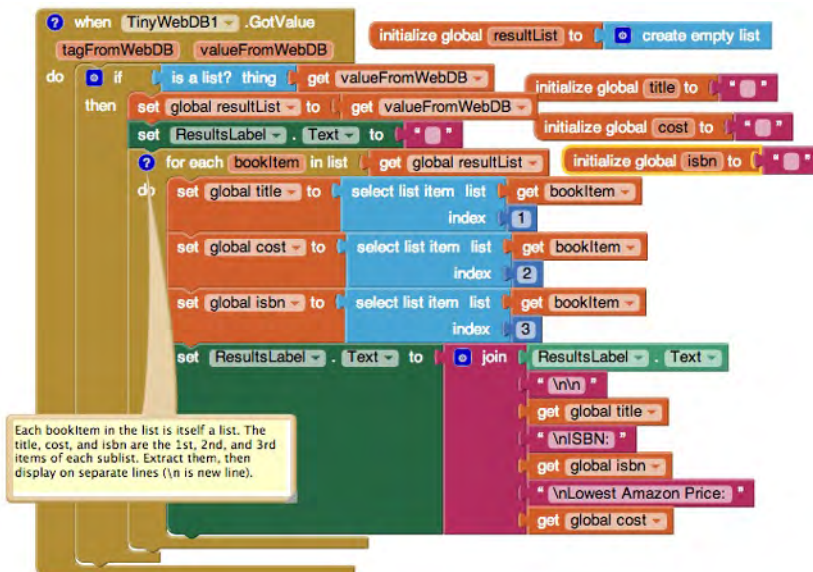 when TinyWebDB1 .GotValue
initialize global resultList to create empty list
tagFromWebDB valueFromWebDB
do if is a list? thing get valueFromWebDB
initialize global title to " "
then set global resultList to get valueFromWebDB
initialize global cost to " "
set ResultsLabel . Text to " "
? for each bookItem in list get global resultList
initialize global isbn to " "
do set global title to select list item list get bookItem
index 1
set global cost to select list item list get bookItem
index 2
set global isbn to select list item list get bookItem
index 3
set ResultsLabel . Text to join ResultsLabel . Text
" \n\n "
get global title
" \nISBN: "
get global isbn
" \nLowest Amazon Price: "
get global cost
Each bookItem in the list is itself a list. The
title, cost, and isbn are the 1st, 2nd, and 3rd
items of each sublist. Extract them, then
display on separate lines (\n is new line).